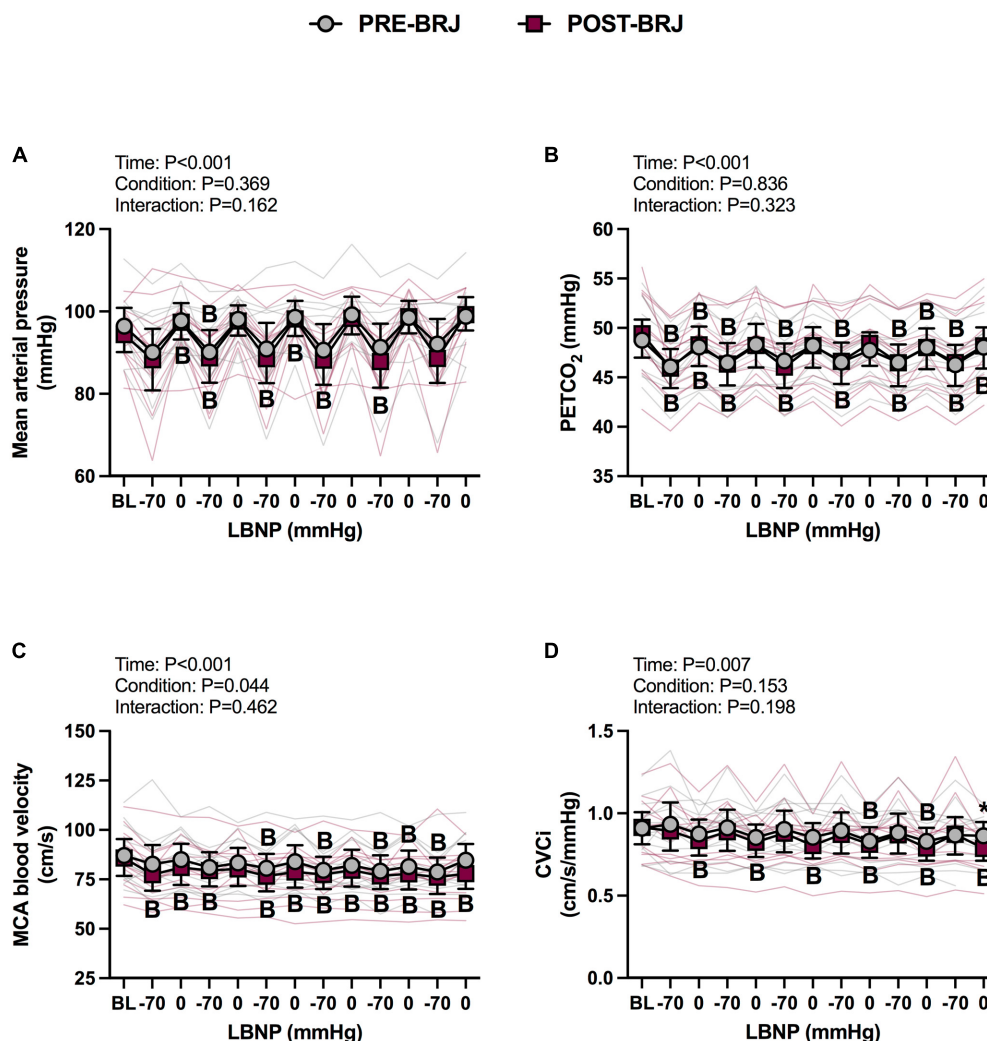 PRE-BRJ POST-BRJ
A
Time: P<0.001
Condition: P=0.369
Interaction: P=0.162
Mean arterial pressure
(mmHg)
120
100
80
60
B
B B
B B B B
BL -70 0 -70 0 -70 0 -70 0 -70 0 -70 0
LBNP (mmHg)
B
Time: P<0.001
Condition: P=0.836
Interaction: P=0.323
PETCO2 (mmHg)
60
55
50
45
40
35
B B B B B B B
B B B B B B B B
BL -70 0 -70 0 -70 0 -70 0 -70 0 -70 0
LBNP (mmHg)
C
Time: P<0.001
Condition: P=0.044
Interaction: P=0.462
MCA blood velocity
(cm/s)
150
125
100
75
50
25
B B B B B
B B B B B B B B B B B
BL -70 0 -70 0 -70 0 -70 0 -70 0 -70 0
LBNP (mmHg)
D
Time: P=0.007
Condition: P=0.153
Interaction: P=0.198
CVCi
(cm/s/mmHg)
1.5
1.0
0.5
0.0
B B *
B B B B B B
BL -70 0 -70 0 -70 0 -70 0 -70 0 -70 0
LBNP (mmHg)